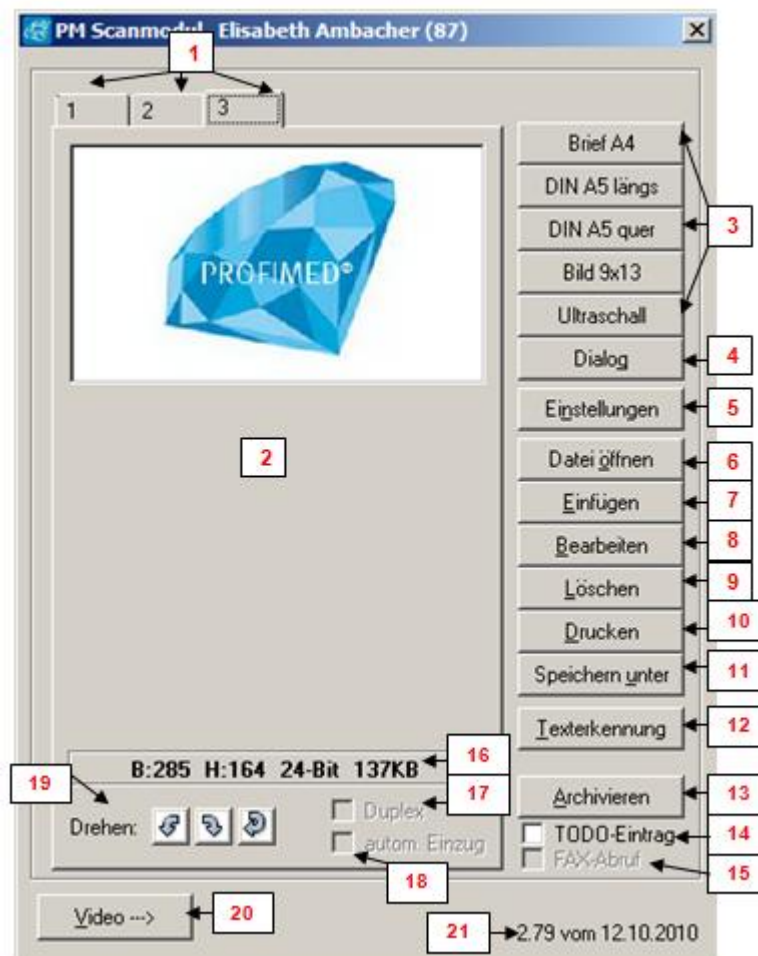 PM Scanmodul - Elisabeth Ambacher (87)
1
1 2 3
PROFIMED®
Brief A4
DIN A5 längs
DIN A5 quer
3
Bild 9x13
Ultraschall
Dialog
4
Einstellungen
5
2
Datei öffnen
6
Einfügen
7
Bearbeiten
8
Löschen
9
Drucken
10
Speichern unter
11
Texterkennung
12
B:285 H:164 24-Bit 137KB
16
19
17
Archivieren
13
Drehen:
Duplex
TODO-Eintrag
14
autom. Einzug
FAX-Abruf
15
18
Video --->
20
21
2.79 vom 12.10.2010